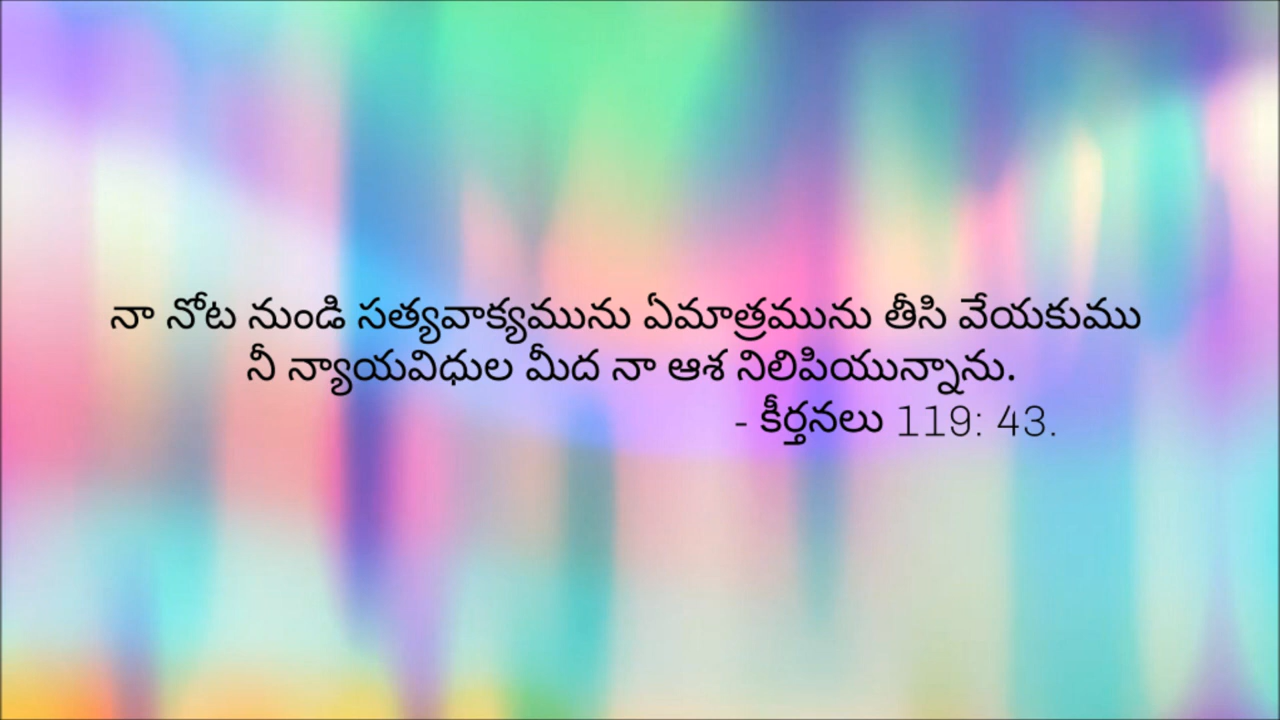 నా నోట నుండి సత్యవాక్యమును ఏమాత్రమును తీసి వేయకుము
నీ న్యాయవిధుల మీద నా ఆశ నిలిపియున్నాను.
- కీర్తనలు 119: 43.